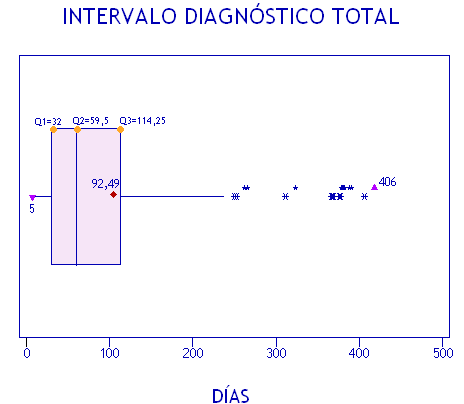 INTERVALO DIAGNÓSTICO TOTAL
Q1=32 Q2=59,5 Q3=114,25
92,49
406
5
0 100 200 300 400 500
DÍAS